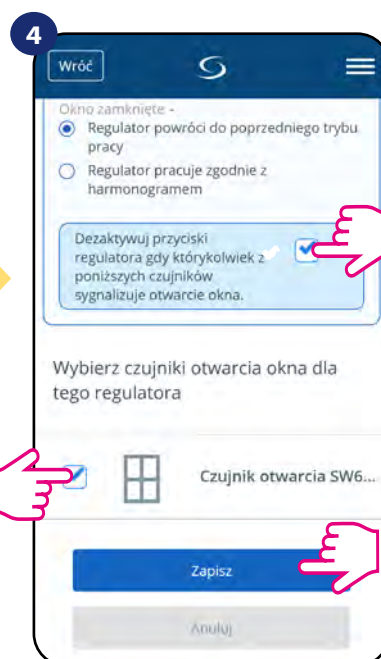 4
Wróć
Okno zamknięte -
Regulator powróci do poprzedniego trybu
pracy
Regulator pracuje zgodnie z
harmonogramem
Dezaktywuj przyciski
regulatora gdy którykolwiek z
poniższych czujników
sygnalizuje otwarcie okna.
Wybierz czujniki otwarcia okna dla
tego regulatora
Czujnik otwarcia SW6...
Zapisz
Anuluj